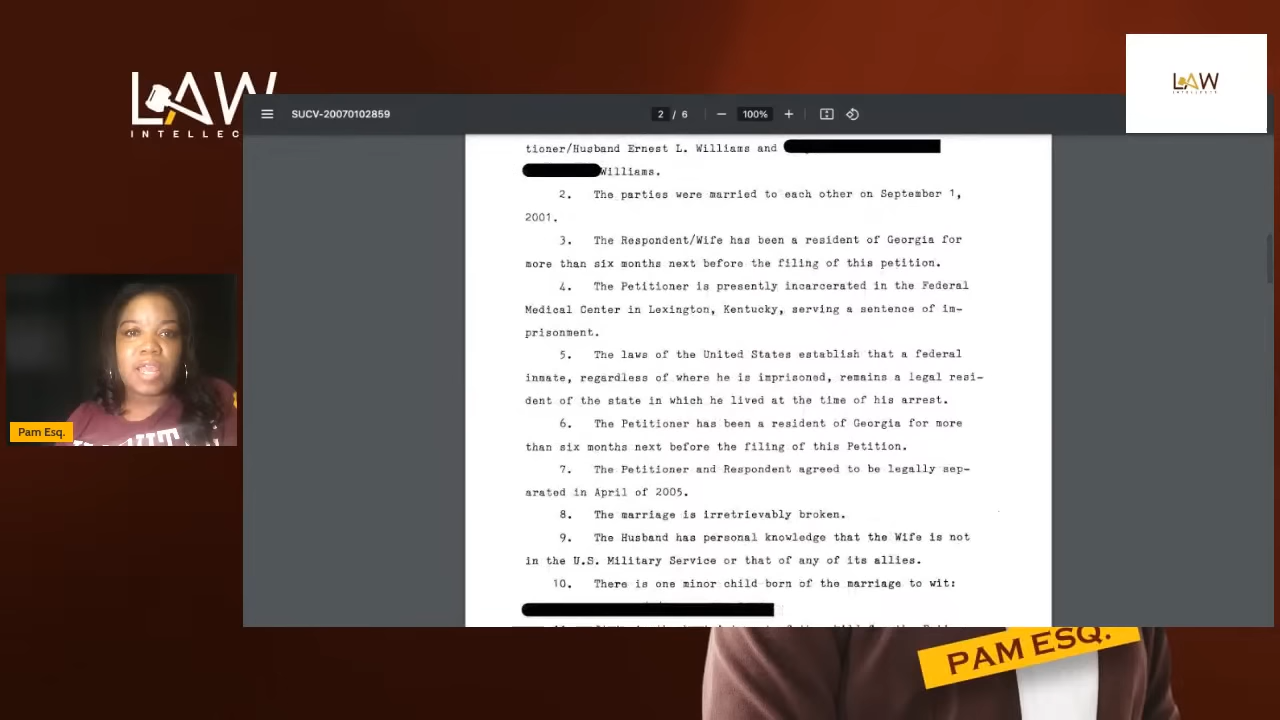 LAW
INTELLEC
SUCV-20070102859
2 / 6
100%
LAW
INTELLECTS
tioner/Husband Ernest L. Williams and
Williams.
2. The parties were married to each other on September 1,
2001.
3. The Respondent/Wife has been a resident of Georgia for
more than six months next before the filing of this petition.
4. The Petitioner is presently incarcerated in the Federal
Medical Center in Lexington, Kentucky, serving a sentence of im-
prisonment.
5. The laws of the United States establish that a federal
inmate, regardless of where he is imprisoned, remains a legal resi-
dent of the state in which he lived at the time of his arrest.
6. The Petitioner has been a resident of Georgia for more
than six months next before the filing of this Petition.
7. The Petitioner and Respondent agreed to be legally sep-
arated in April of 2005.
8. The marriage is irretrievably broken.
9. The Husband has personal knowledge that the Wife is not
in the U.S. Military Service or that of any of its allies.
10. There is one minor child born of the marriage to wit:
Pam Esq.
PAM ESQ.